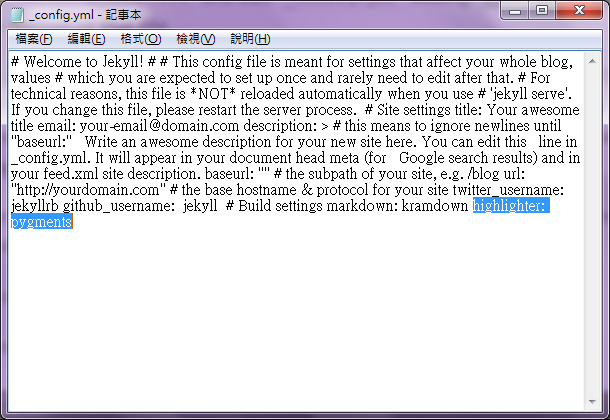 _config.yml - 記事本
檔案(F) 編輯(E) 格式(O) 檢視(V) 說明(H)
# Welcome to Jekyll! # # This config file is meant for settings that affect your whole blog,
values # which you are expected to set up once and rarely need to edit after that. # For
technical reasons, this file is *NOT* reloaded automatically when you use # 'jekyll serve'.
If you change this file, please restart the server process.  # Site settings title: Your awesome
title email: your-email@domain.com description: > # this means to ignore newlines until
"baseurl:"   Write an awesome description for your new site here. You can edit this   line in
_config.yml. It will appear in your document head meta (for   Google search results) and in
your feed.xml site description. baseurl: "" # the subpath of your site, e.g. /blog url:
"http://yourdomain.com" # the base hostname & protocol for your site twitter_username:
jekyllrb github_username:  jekyll  # Build settings markdown: kramdown highlighter:
pygments